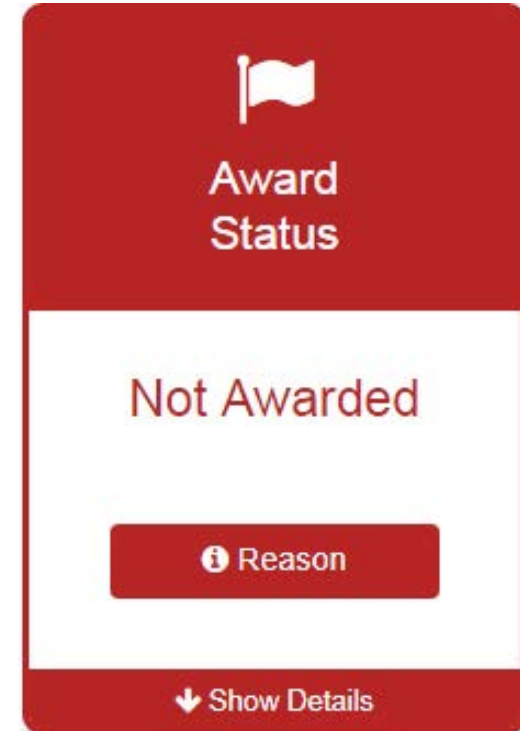 Award
Status
Not Awarded
Reason
Show Details